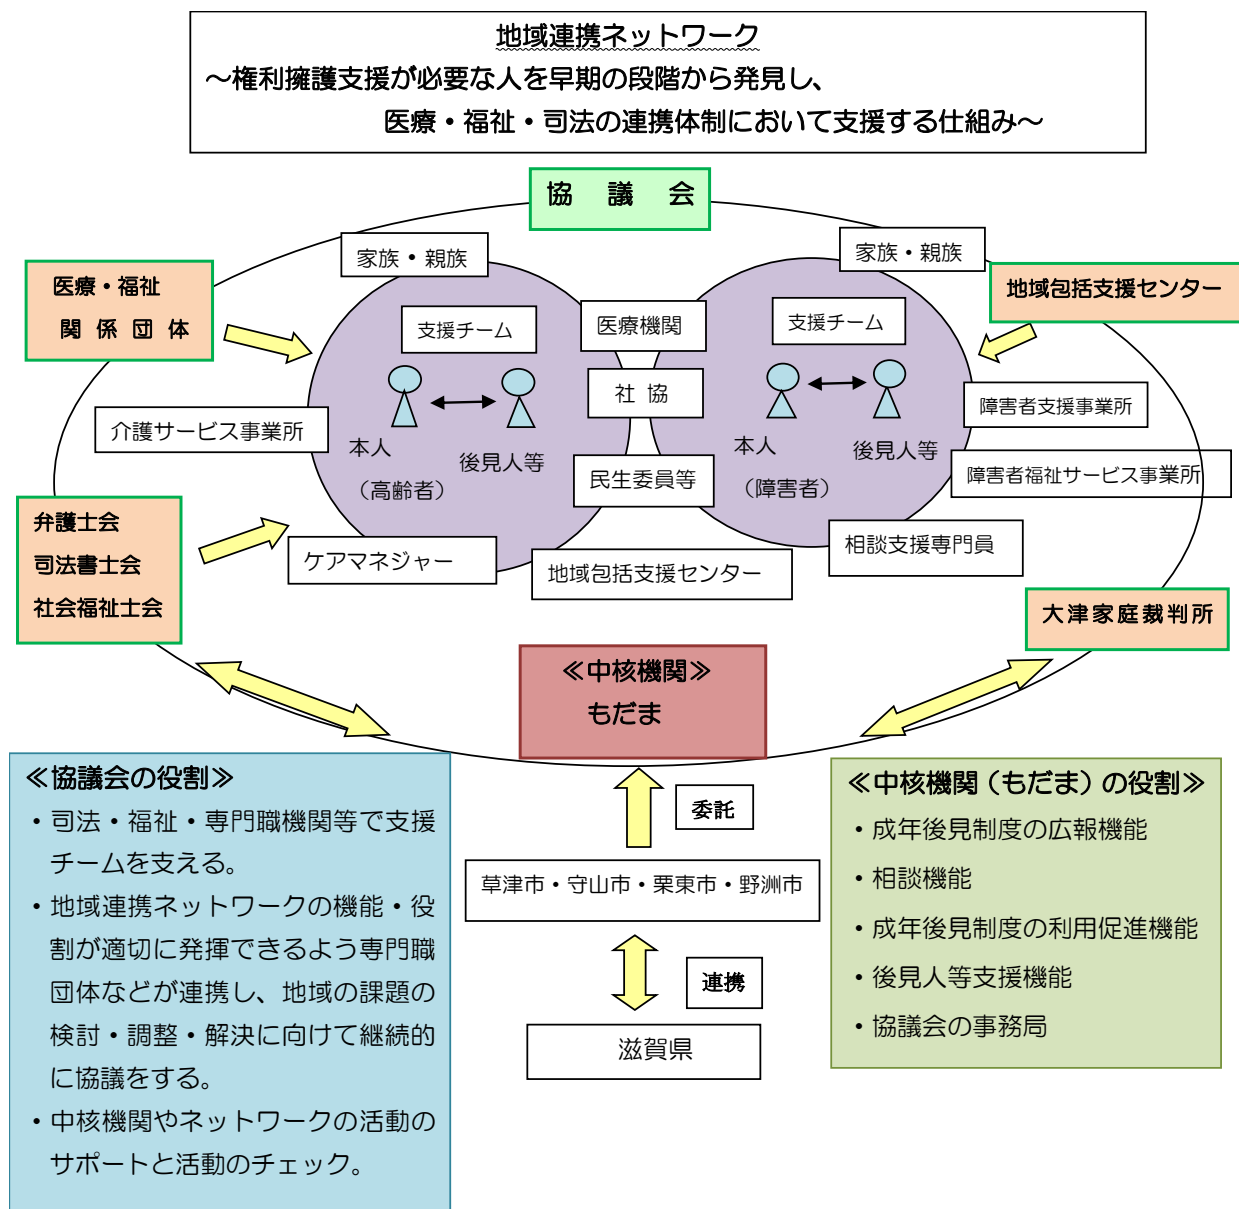 地域連携ネットワーク
～権利擁護支援が必要な人を早期の段階から発見し、
医療・福祉・司法の連携体制において支援する仕組み～
協 議 会
家族・親族
家族・親族
医療・福祉
関 係 団 体
地域包括支援センター
支援チーム
医療機関
支援チーム
社 協
介護サービス事業所
障害者支援事業所
本人
（高齢者）
後見人等
民生委員等
本人
（障害者）
後見人等
障害者福祉サービス事業所
弁護士会
司法書士会
社会福祉士会
ケアマネジャー
地域包括支援センター
相談支援専門員
大津家庭裁判所
≪中核機関≫
もだま
≪協議会の役割≫
・司法・福祉・専門職機関等で支援
チームを支える。
・地域連携ネットワークの機能・役
割が適切に発揮できるよう専門職
団体などが連携し、地域の課題の
検討・調整・解決に向けて継続的
に協議をする。
・中核機関やネットワークの活動の
サポートと活動のチェック。
委託
草津市・守山市・栗東市・野洲市
連携
滋賀県
≪中核機関（もだま）の役割≫
・成年後見制度の広報機能
・相談機能
・成年後見制度の利用促進機能
・後見人等支援機能
・協議会の事務局